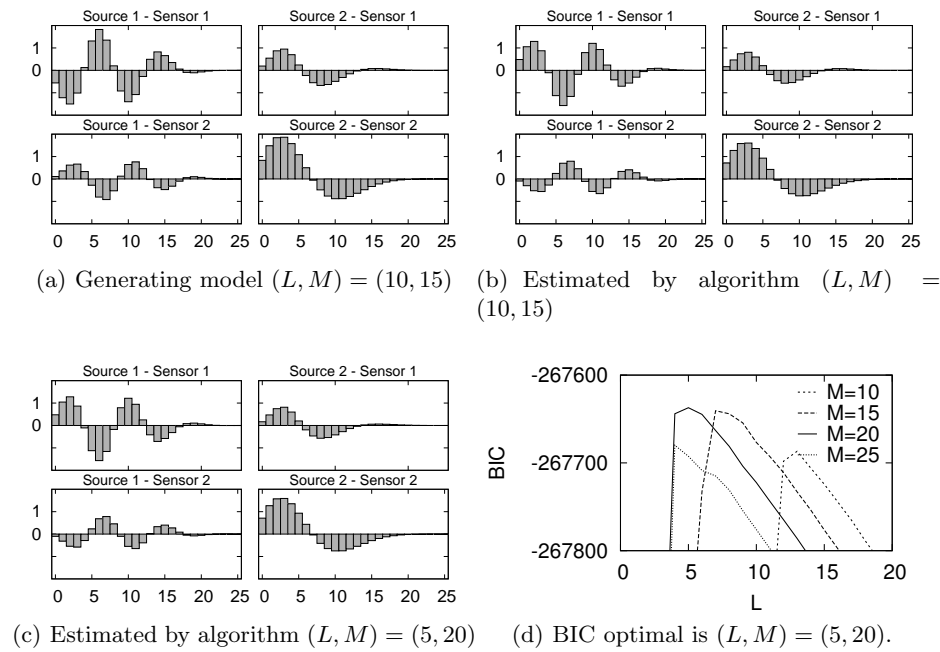 Source 1 - Sensor 1
Source 2 - Sensor 1
1
0
Source 1 - Sensor 2
Source 2 - Sensor 2
1
0
0 5 10 15 20 25
0 5 10 15 20 25
(a) Generating model (L, M) = (10, 15)
Source 1 - Sensor 1
Source 2 - Sensor 1
1
0
Source 1 - Sensor 2
Source 2 - Sensor 2
1
0
0 5 10 15 20 25
0 5 10 15 20 25
(b) Estimated by algorithm (L, M) =
(10, 15)
Source 1 - Sensor 1
Source 2 - Sensor 1
1
0
Source 1 - Sensor 2
Source 2 - Sensor 2
1
0
0 5 10 15 20 25
0 5 10 15 20 25
(c) Estimated by algorithm (L, M) = (5, 20)
-267600
-267700
-267800
BIC
M=10
M=15
M=20
M=25
0 5 10 15 20
L
(d) BIC optimal is (L, M) = (5, 20).